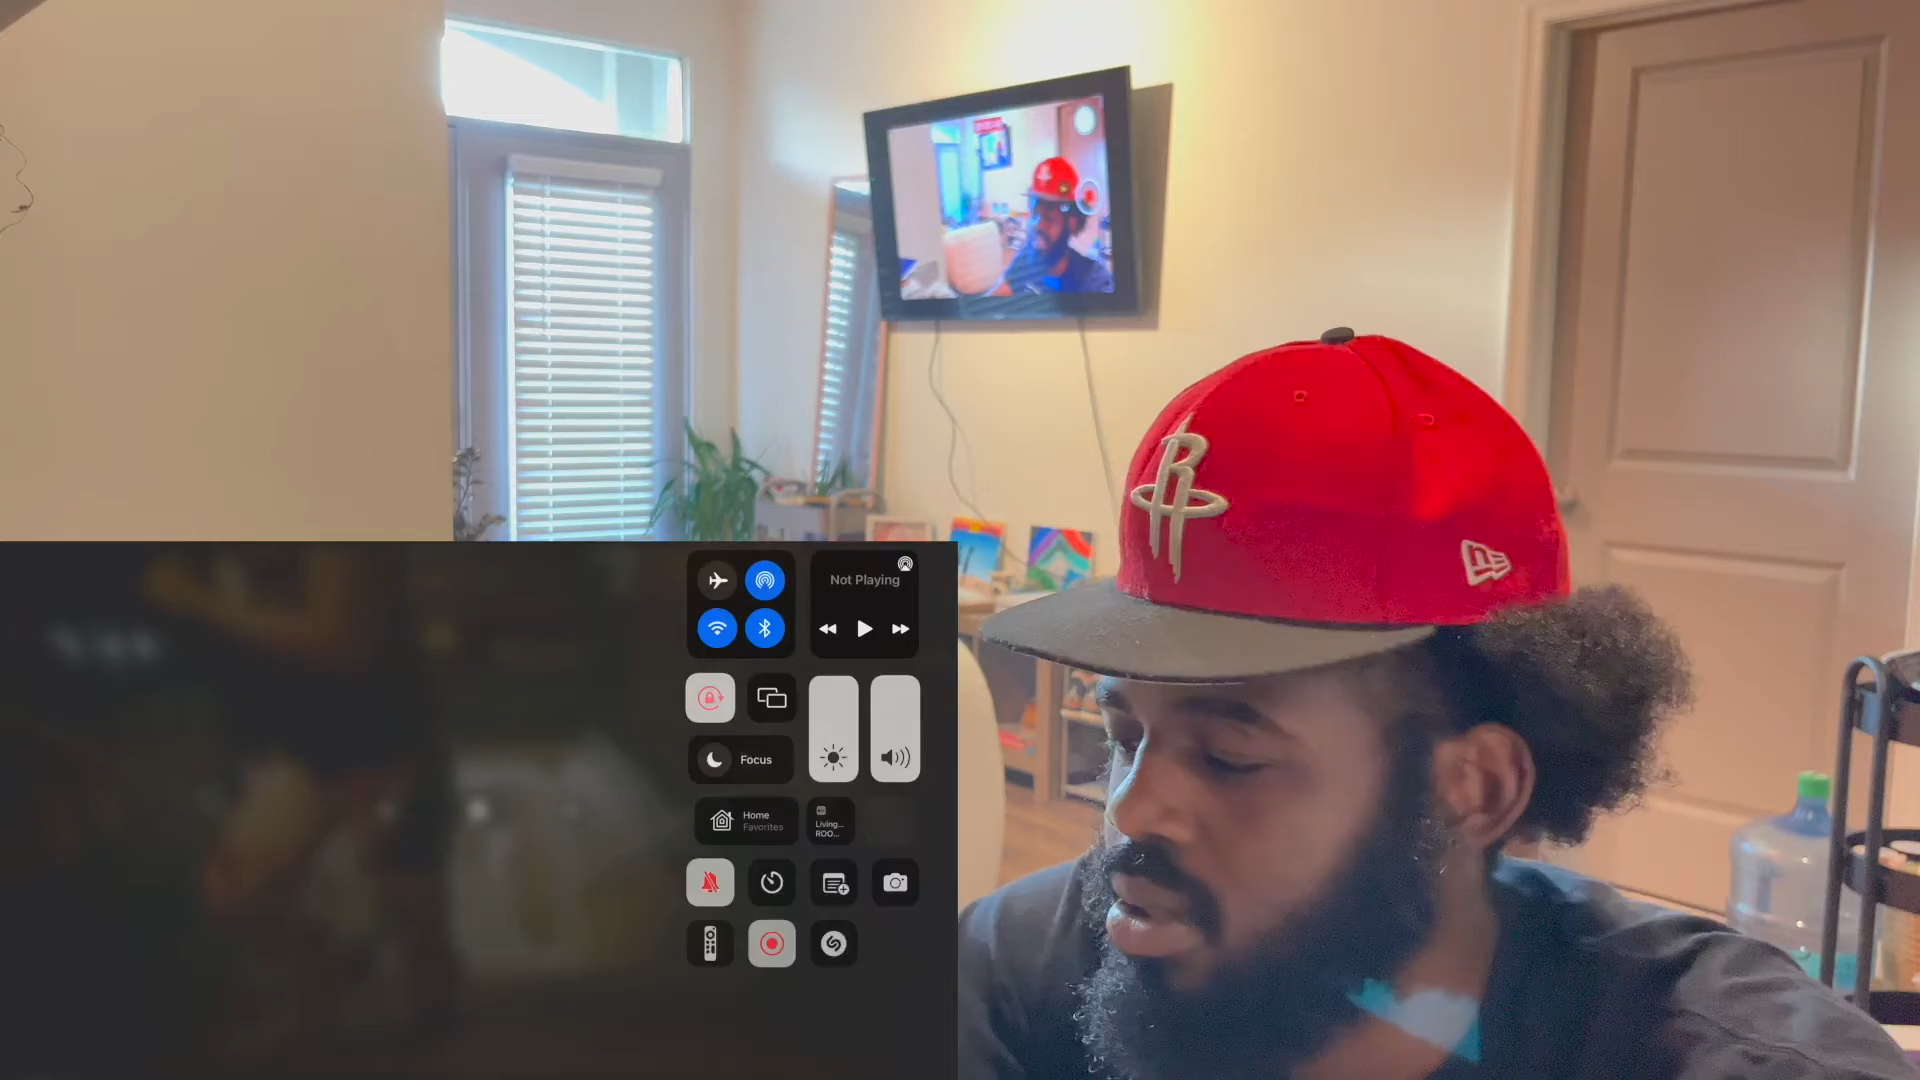 Not Playing
Focus
Home
Favorites
Living...
ROO...
R